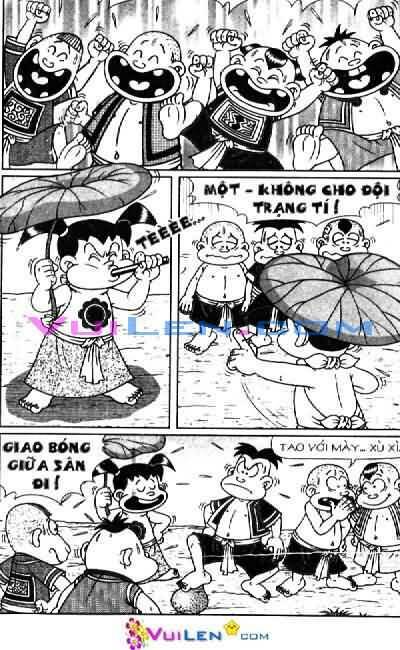 TÈÈÈÈ...
MỘT - KHÔNG CHO ĐỘI
TRẠNG TÍ!
VUILEN.COM
GIAO BÓNG
GIỮA SÂN
ĐI!
TAO VỚI MÀY... XÙ XÌ.
VUILEN.COM